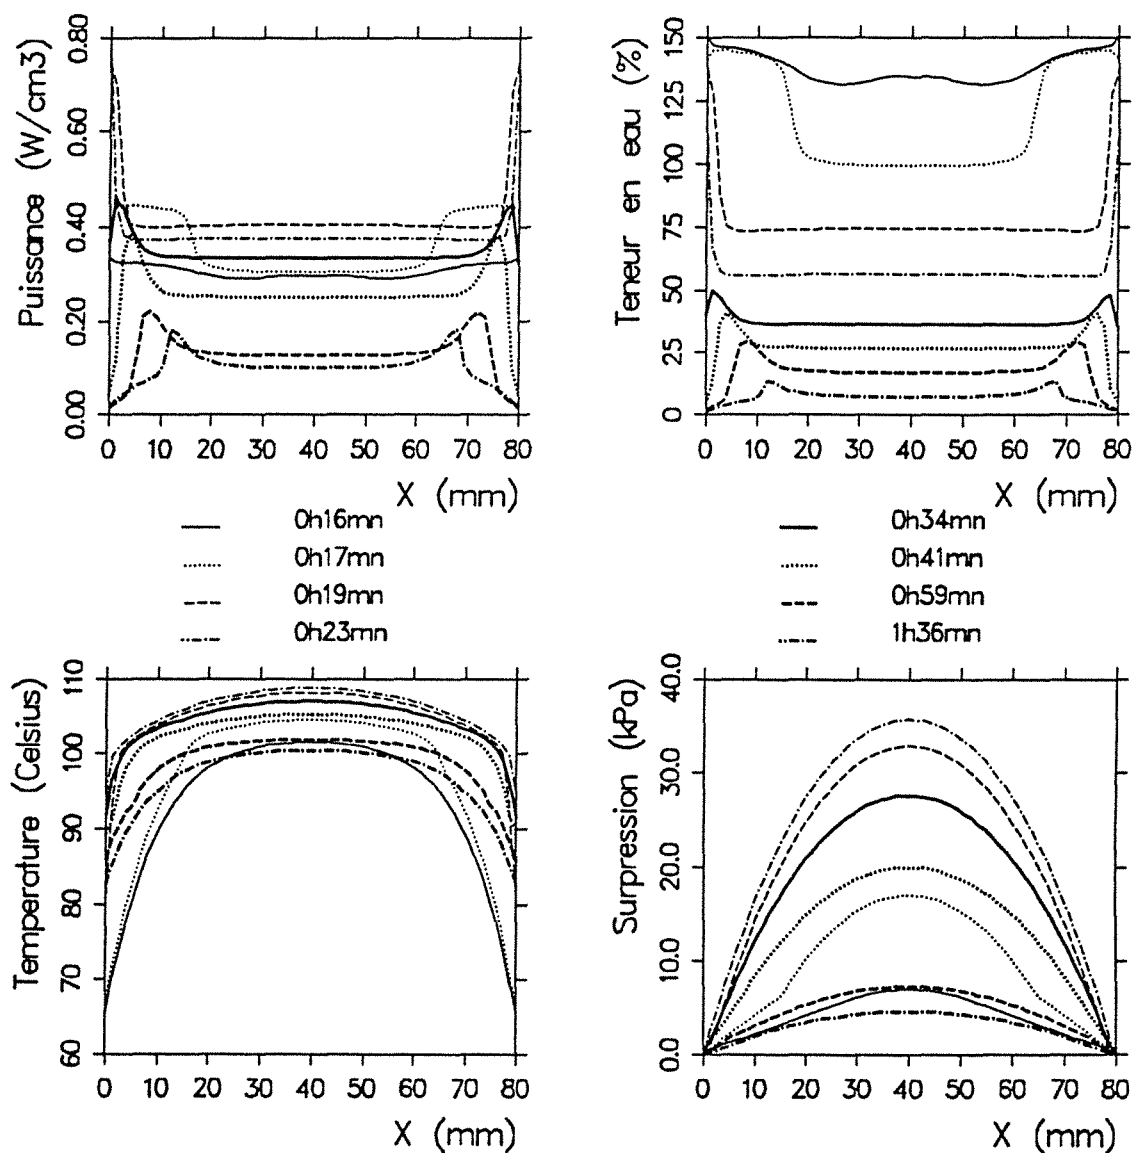 Puissance (W/cm3)
0.80
0.60
0.40
0.20
0.00
0 10 20 30 40 50 60 70 80
X (mm)
Teneur en eau (%)
150
125
100
75
50
25
0
0 10 20 30 40 50 60 70 80
X (mm)
0h16mn
0h17mn
0h19mn
0h23mn
0h34mn
0h41mn
0h59mn
1h36mn
Temperature (Celsius)
110
100
90
80
70
60
0 10 20 30 40 50 60 70 80
X (mm)
Surpression (kPa)
40.0
30.0
20.0
10.0
0.0
0 10 20 30 40 50 60 70 80
X (mm)